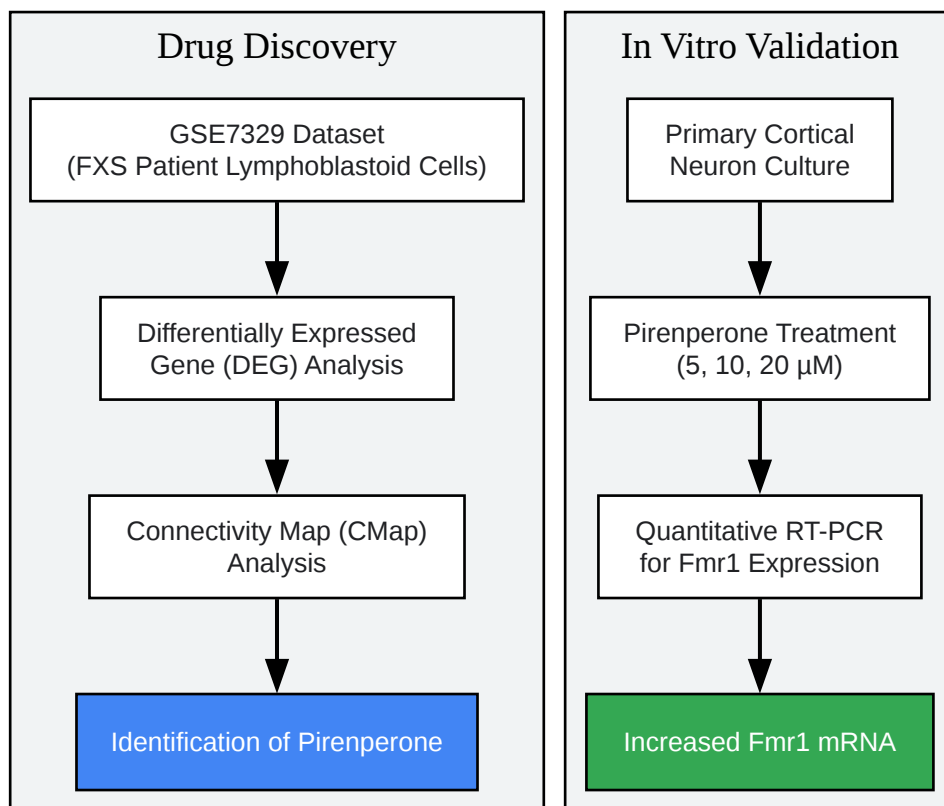 Drug Discovery
GSE7329 Dataset
(FXS Patient Lymphoblastoid Cells)
Differentially Expressed
Gene (DEG) Analysis
Connectivity Map (CMap)
Analysis
Identification of Pirenperone
In Vitro Validation
Primary Cortical
Neuron Culture
Pirenperone Treatment
(5, 10, 20 µM)
Quantitative RT-PCR
for Fmr1 Expression
Increased Fmr1 mRNA